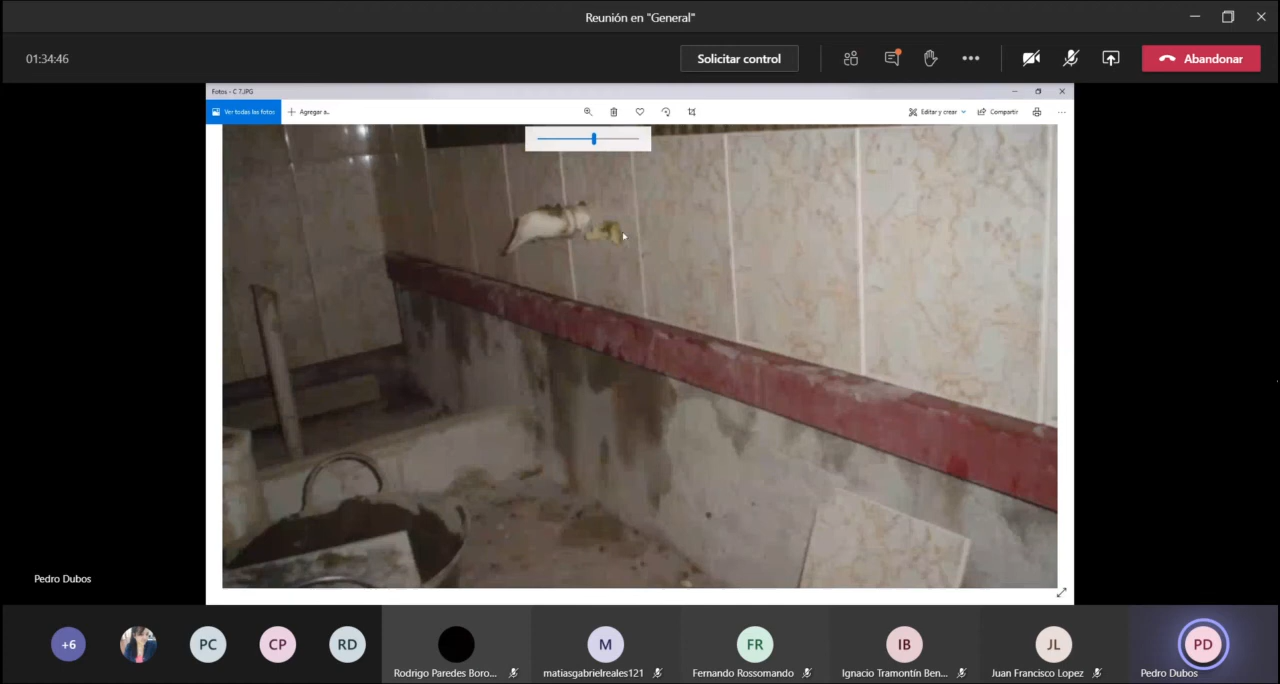 Reunión en "General"
01:34:46
Solicitar control
Abandonar
Fotos - C 7.JPG
Ver todas las fotos
Agregar a..
Editar y crear
Compartir
Pedro Dubos
+6
PC
CP
RD
Rodrigo Paredes Boro...
M
matiasgabrielreales121
FR
Fernando Rossomando
IB
Ignacio Tramontín Ben...
JL
Juan Francisco Lopez
PD
Pedro Dubos